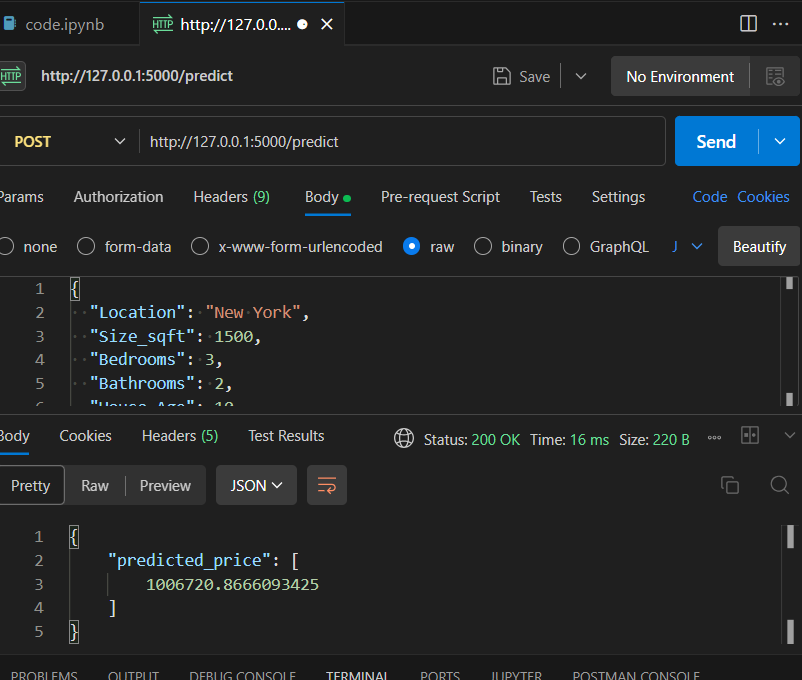 code.ipynb
HTTP http://127.0.0....
HTTP http://127.0.0.1:5000/predict
Save
No Environment
POST
http://127.0.0.1:5000/predict
Send
Params Authorization Headers (9) Body Pre-request Script Tests Settings Code Cookies
none form-data x-www-form-urlencoded raw binary GraphQL J Beautify
1 {
2 "Location": "New York",
3 "Size_sqft": 1500,
4 "Bedrooms": 3,
5 "Bathrooms": 2,
6 "House_Age": 10
Body Cookies Headers (5) Test Results Status: 200 OK Time: 16 ms Size: 220 B
Pretty Raw Preview JSON
1 {
2 "predicted_price": [
3 1006720.8666093425
4 ]
5 }
PROBLEMS OUTPUT DEBUG CONSOLE TERMINAL PORTS JUPYTER POSTMAN CONSOLE